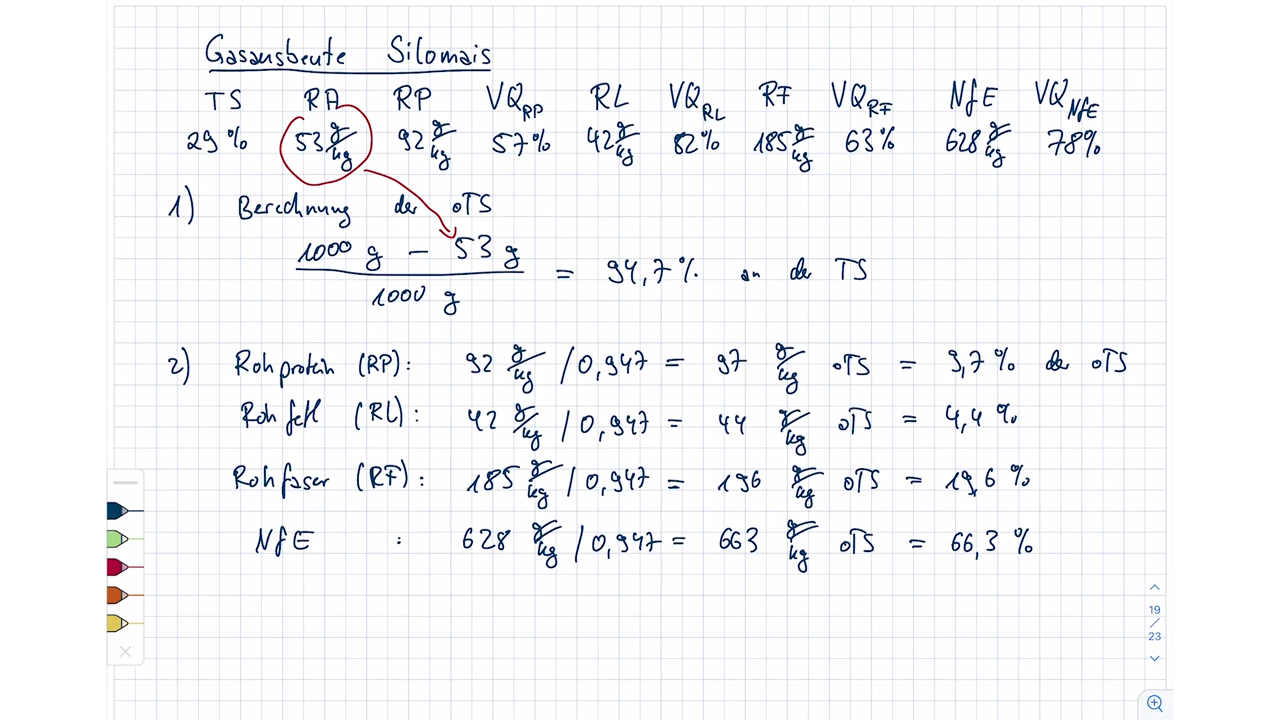 Gasausbeute Silomais
TS RA RP VQRP RL VQRL RF VQRF NfE VQNfE
29 % 53 g/kg 92 g/kg 57 % 42 g/kg 82 % 185 g/kg 63 % 628 g/kg 78 %
1) Berechnung der oTS
1000 g – 53 g
= 94,7 % an der TS
1000 g
2) Rohprotein (RP): 92 g/kg / 0,947 = 97 g/kg oTS = 9,7 % der oTS
Rohfett (RL): 42 g/kg / 0,947 = 44 g/kg oTS = 4,4 %
Rohfaser (RF): 185 g/kg / 0,947 = 196 g/kg oTS = 19,6 %
NfE : 628 g/kg / 0,947 = 663 g/kg oTS = 66,3 %
19
/
23